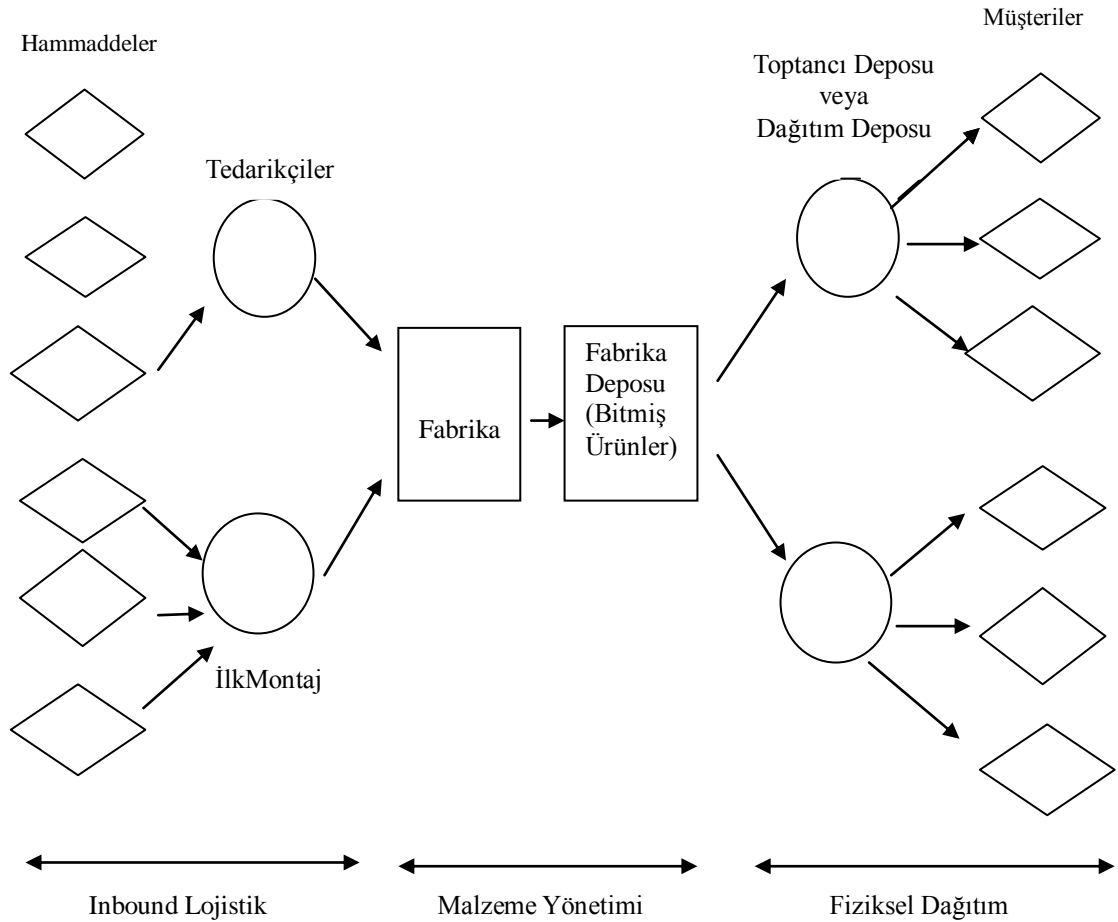 Müşteriler
Hammaddeler
Toptancı Deposu
veya
Dağıtım Deposu
Tedarikçiler
Fabrika
Fabrika
Deposu
(Bitmiş
Ürünler)
İlkMontaj
Inbound Lojistik
Malzeme Yönetimi
Fiziksel Dağıtım